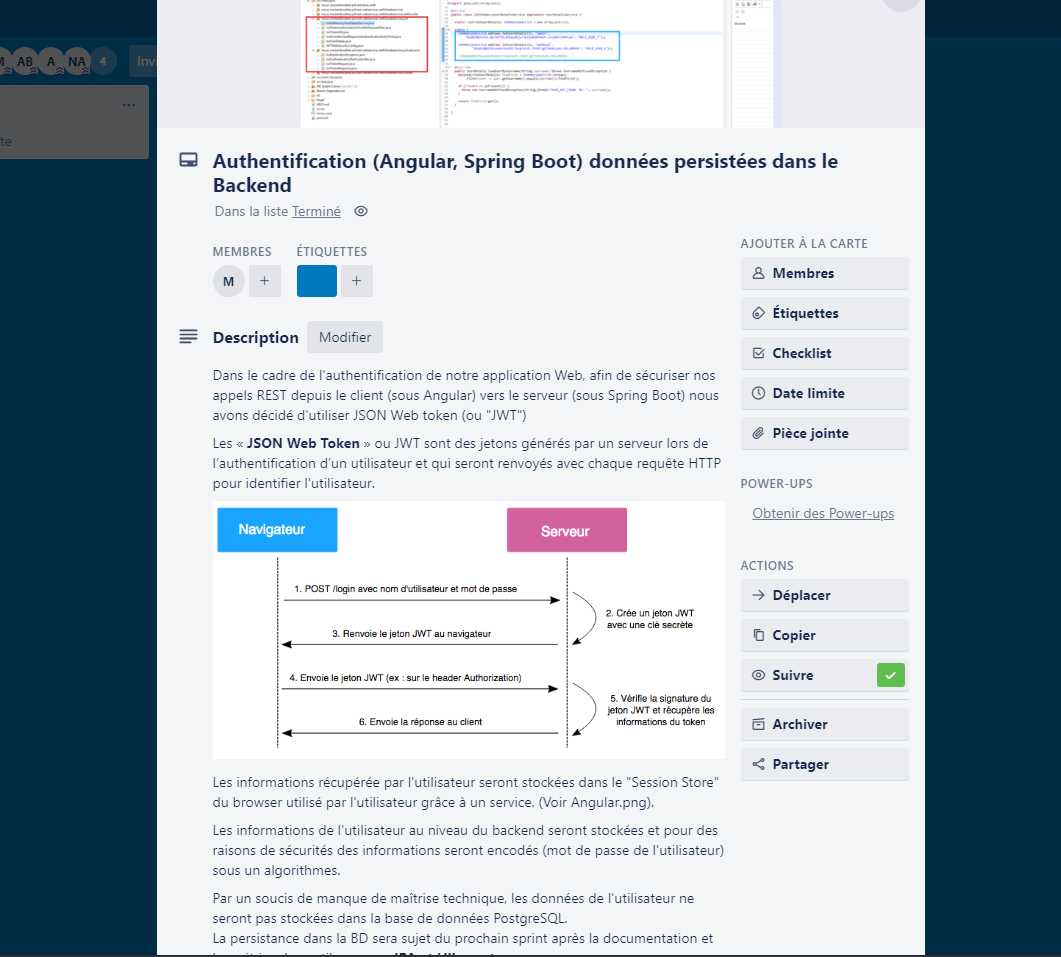 AB
A
NA
4
Invi
te
Authentification (Angular, Spring Boot) données persistées dans le
Backend
Dans la liste Terminé
MEMBRES
ÉTIQUETTES
M
+
+
Description
Modifier
Dans le cadre de l'authentification de notre application Web, afin de sécuriser nos
appels REST depuis le client (sous Angular) vers le serveur (sous Spring Boot) nous
avons décidé d'utiliser JSON Web token (ou "JWT")
Les « JSON Web Token » ou JWT sont des jetons générés par un serveur lors de
l’authentification d’un utilisateur et qui seront renvoyés avec chaque requête HTTP
pour identifier l'utilisateur.
Navigateur
Serveur
1. POST /login avec nom d'utilisateur et mot de passe
2. Crée un jeton JWT
avec une clé secrète
3. Renvoie le jeton JWT au navigateur
4. Envoie le jeton JWT (ex : sur le header Authorization)
5. Vérifie la signature du
jeton JWT et récupère les
informations du token
6. Envoie la réponse au client
Les informations récupérée par l'utilisateur seront stockées dans le "Session Store"
du browser utilisé par l'utilisateur grâce à un service. (Voir Angular.png).
Les informations de l'utilisateur au niveau du backend seront stockées et pour des
raisons de sécurités des informations seront encodés (mot de passe de l'utilisateur)
sous un algorithmes.
Par un soucis de manque de maîtrise technique, les données de l'utilisateur ne
seront pas stockées dans la base de données PostgreSQL.
La persistance dans la BD sera sujet du prochain sprint après la documentation et
AJOUTER À LA CARTE
Membres
Étiquettes
Checklist
Date limite
Pièce jointe
POWER-UPS
Obtenir des Power-ups
ACTIONS
Déplacer
Copier
Suivre
Archiver
Partager